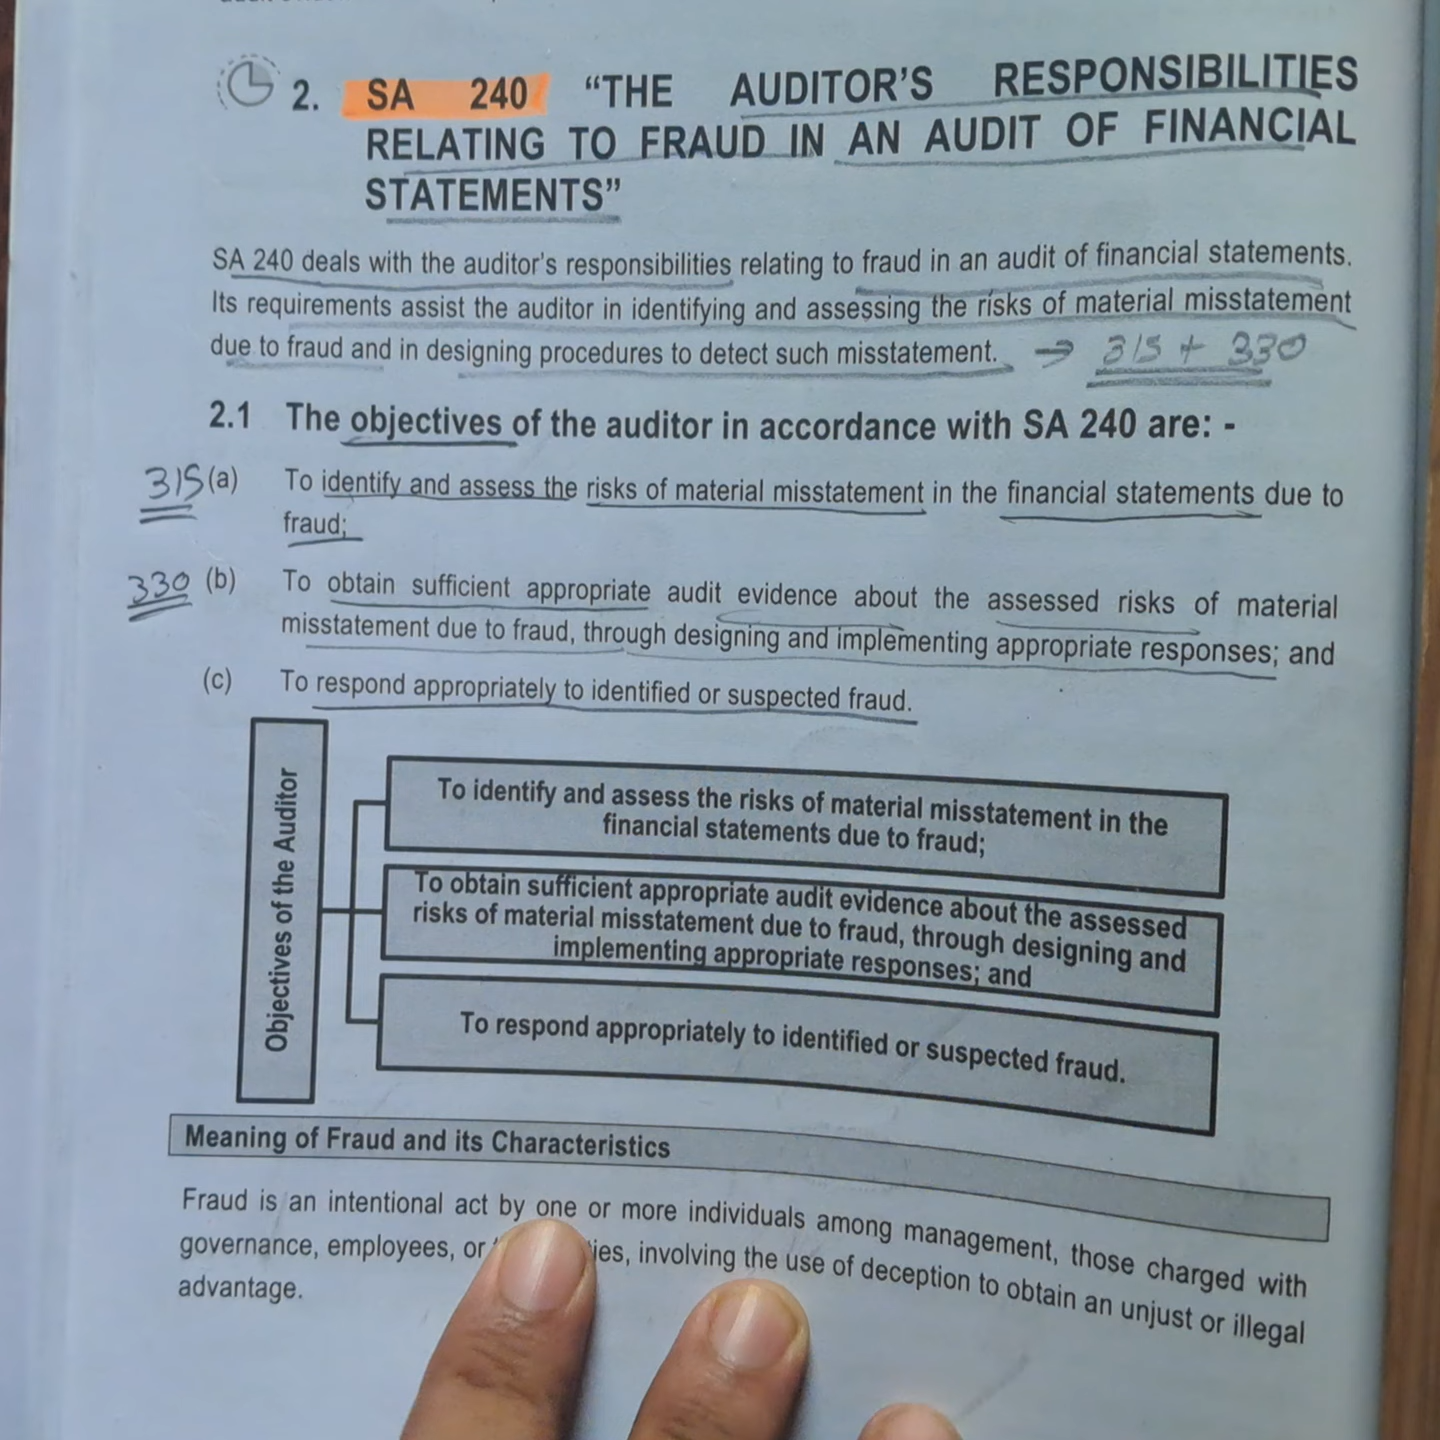 2. SA 240 “THE AUDITOR’S RESPONSIBILITIES
RELATING TO FRAUD IN AN AUDIT OF FINANCIAL
STATEMENTS”
SA 240 deals with the auditor’s responsibilities relating to fraud in an audit of financial statements.
Its requirements assist the auditor in identifying and assessing the risks of material misstatement
due to fraud and in designing procedures to detect such misstatement. → 315 + 330
2.1 The objectives of the auditor in accordance with SA 240 are: -
315 (a) To identify and assess the risks of material misstatement in the financial statements due to
fraud;
330 (b) To obtain sufficient appropriate audit evidence about the assessed risks of material
misstatement due to fraud, through designing and implementing appropriate responses; and
(c) To respond appropriately to identified or suspected fraud.
Objectives of the Auditor
To identify and assess the risks of material misstatement in the
financial statements due to fraud;
To obtain sufficient appropriate audit evidence about the assessed
risks of material misstatement due to fraud, through designing and
implementing appropriate responses; and
To respond appropriately to identified or suspected fraud.
Meaning of Fraud and its Characteristics
Fraud is an intentional act by one or more individuals among management, those charged with
governance, employees, or involving the use of deception to obtain an unjust or illegal
advantage.